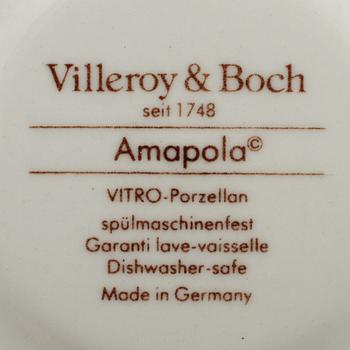 Villeroy & Boch
seit 1748
Amapola©
VITRO-Porzellan
spülmaschinenfest
Garanti lave-vaisselle
Dishwasher-safe
Made in Germany